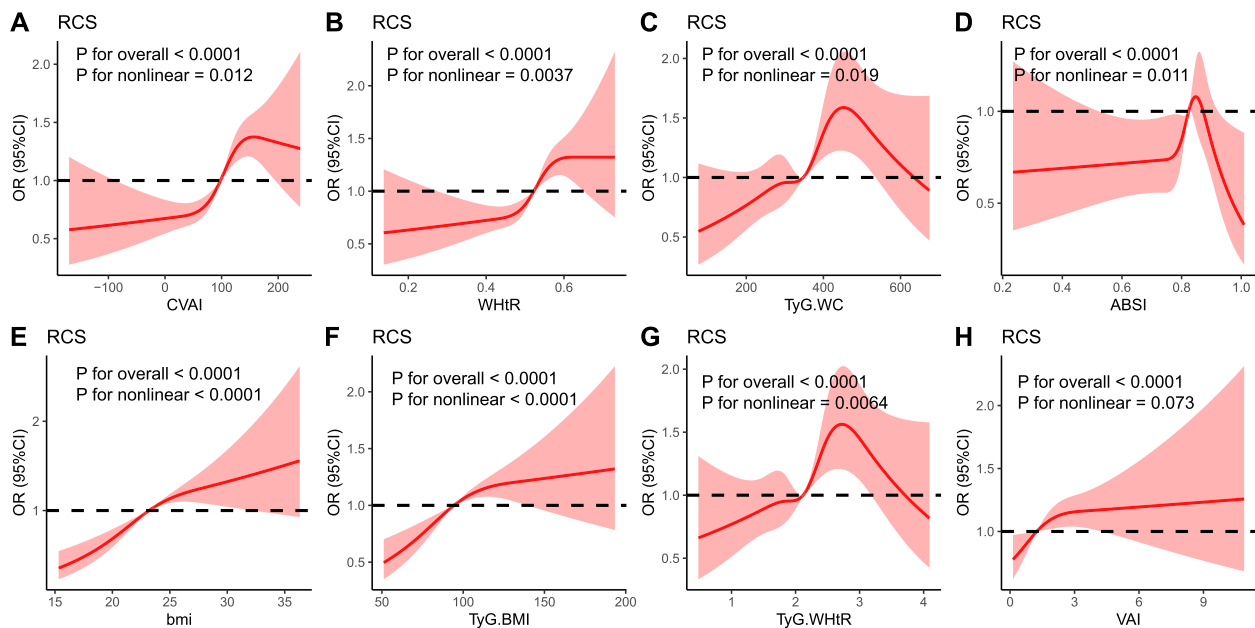 A RCS
P for overall < 0.0001
P for nonlinear = 0.012
2.0
1.5
1.0
0.5
OR (95%CI)
−100 0 100 200
CVAI
B RCS
P for overall < 0.0001
P for nonlinear = 0.0037
2.0
1.5
1.0
0.5
OR (95%CI)
0.2 0.4 0.6
WHtR
C RCS
P for overall < 0.0001
P for nonlinear = 0.019
2.0
1.5
1.0
0.5
OR (95%CI)
200 400 600
TyG.WC
D RCS
P for overall < 0.0001
P for nonlinear = 0.011
1.0
0.5
OR (95%CI)
0.2 0.4 0.6 0.8 1.0
ABSI
E RCS
P for overall < 0.0001
P for nonlinear < 0.0001
2
1
OR (95%CI)
15 20 25 30 35
bmi
F RCS
P for overall < 0.0001
P for nonlinear < 0.0001
2.0
1.5
1.0
0.5
OR (95%CI)
50 100 150 200
TyG.BMI
G RCS
P for overall < 0.0001
P for nonlinear = 0.0064
2.0
1.5
1.0
0.5
OR (95%CI)
1 2 3 4
TyG.WHtR
H RCS
P for overall < 0.0001
P for nonlinear = 0.073
2.0
1.5
1.0
OR (95%CI)
0 3 6 9
VAI